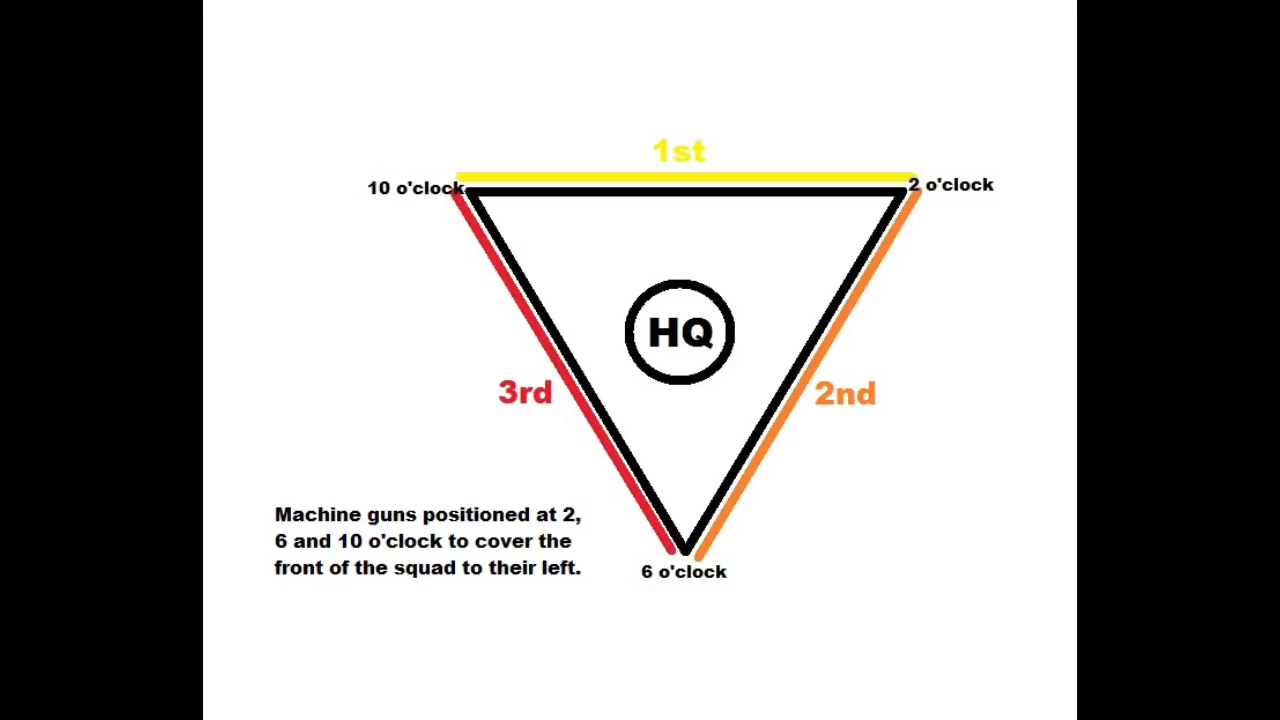 1st
10 o'clock
2 o'clock
HQ
3rd
2nd
Machine guns positioned at 2,
6 and 10 o'clock to cover the
front of the squad to their left.
6 o'clock